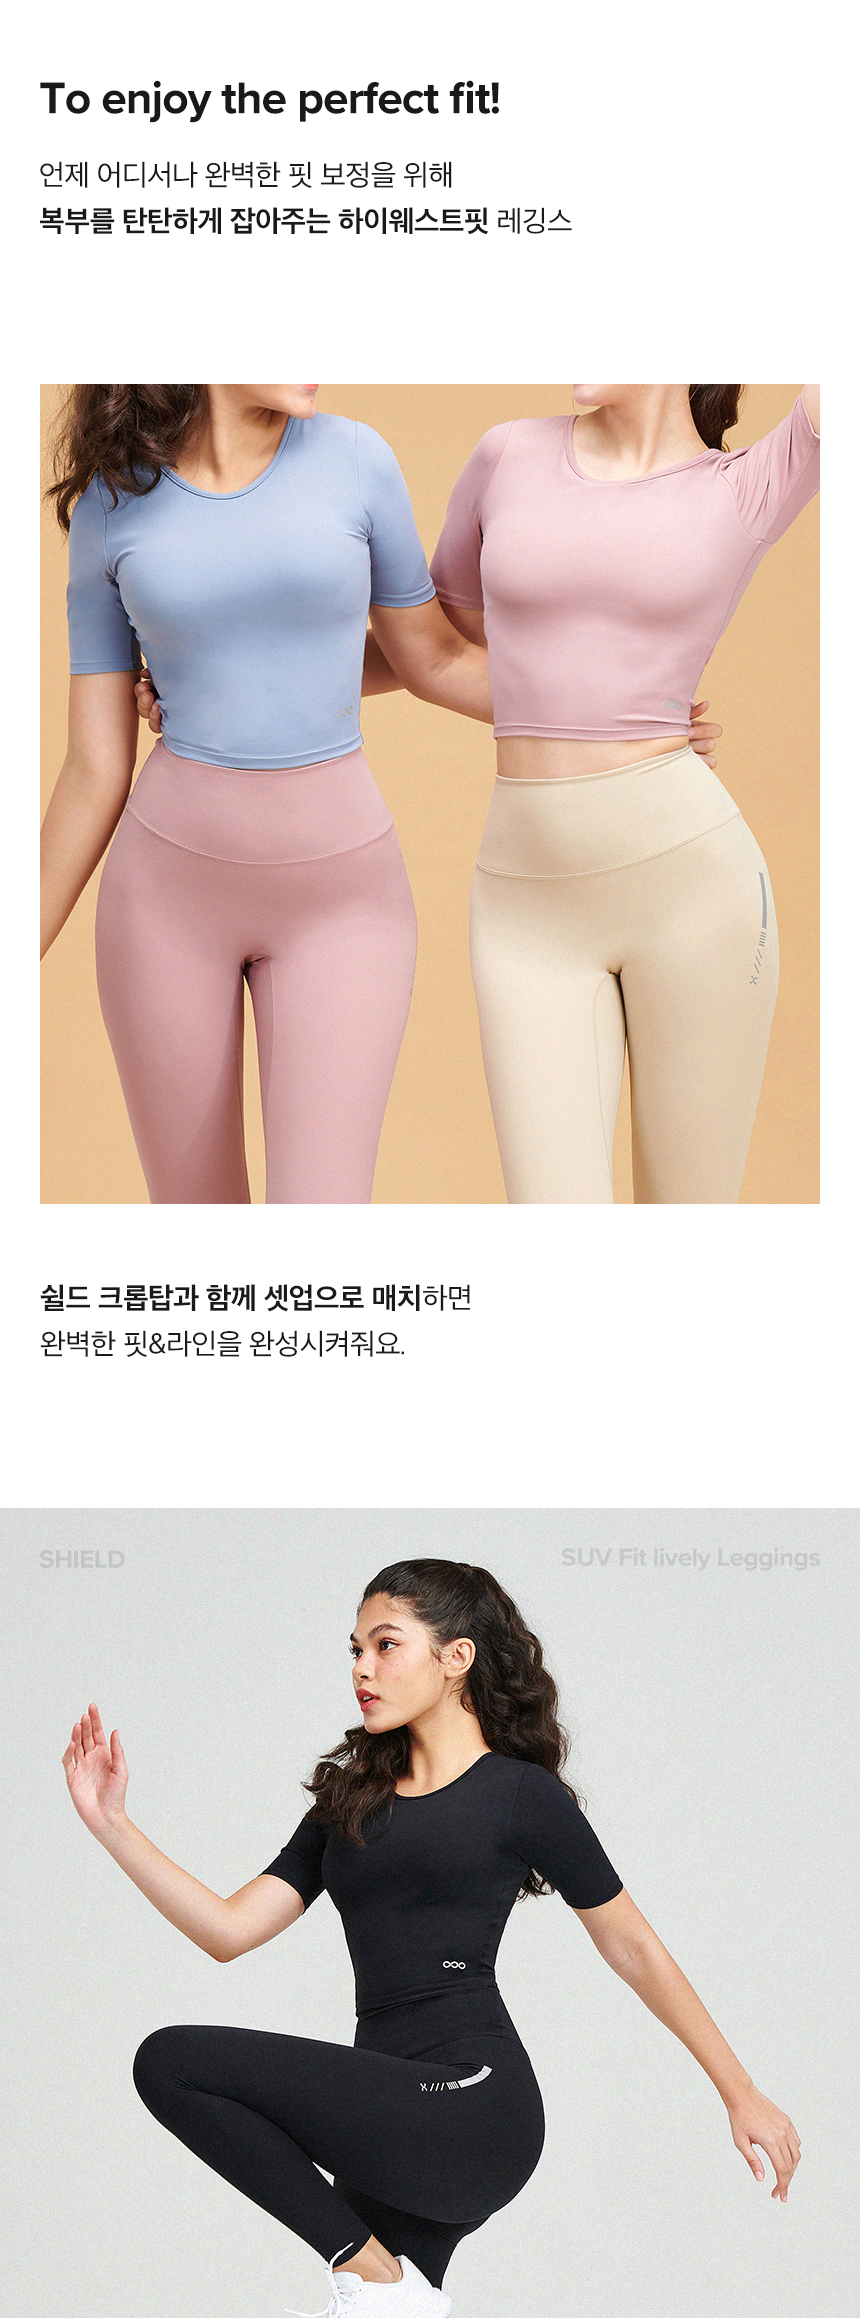 To enjoy the perfect fit!
언제 어디서나 완벽한 핏 보정을 위해
복부를 탄탄하게 잡아주는 하이웨스트핏 레깅스
쉴드 크롭탑과 함께 셋업으로 매치하면
완벽한 핏&라인을 완성시켜줘요.
SHIELD
SUV Fit lively Leggings